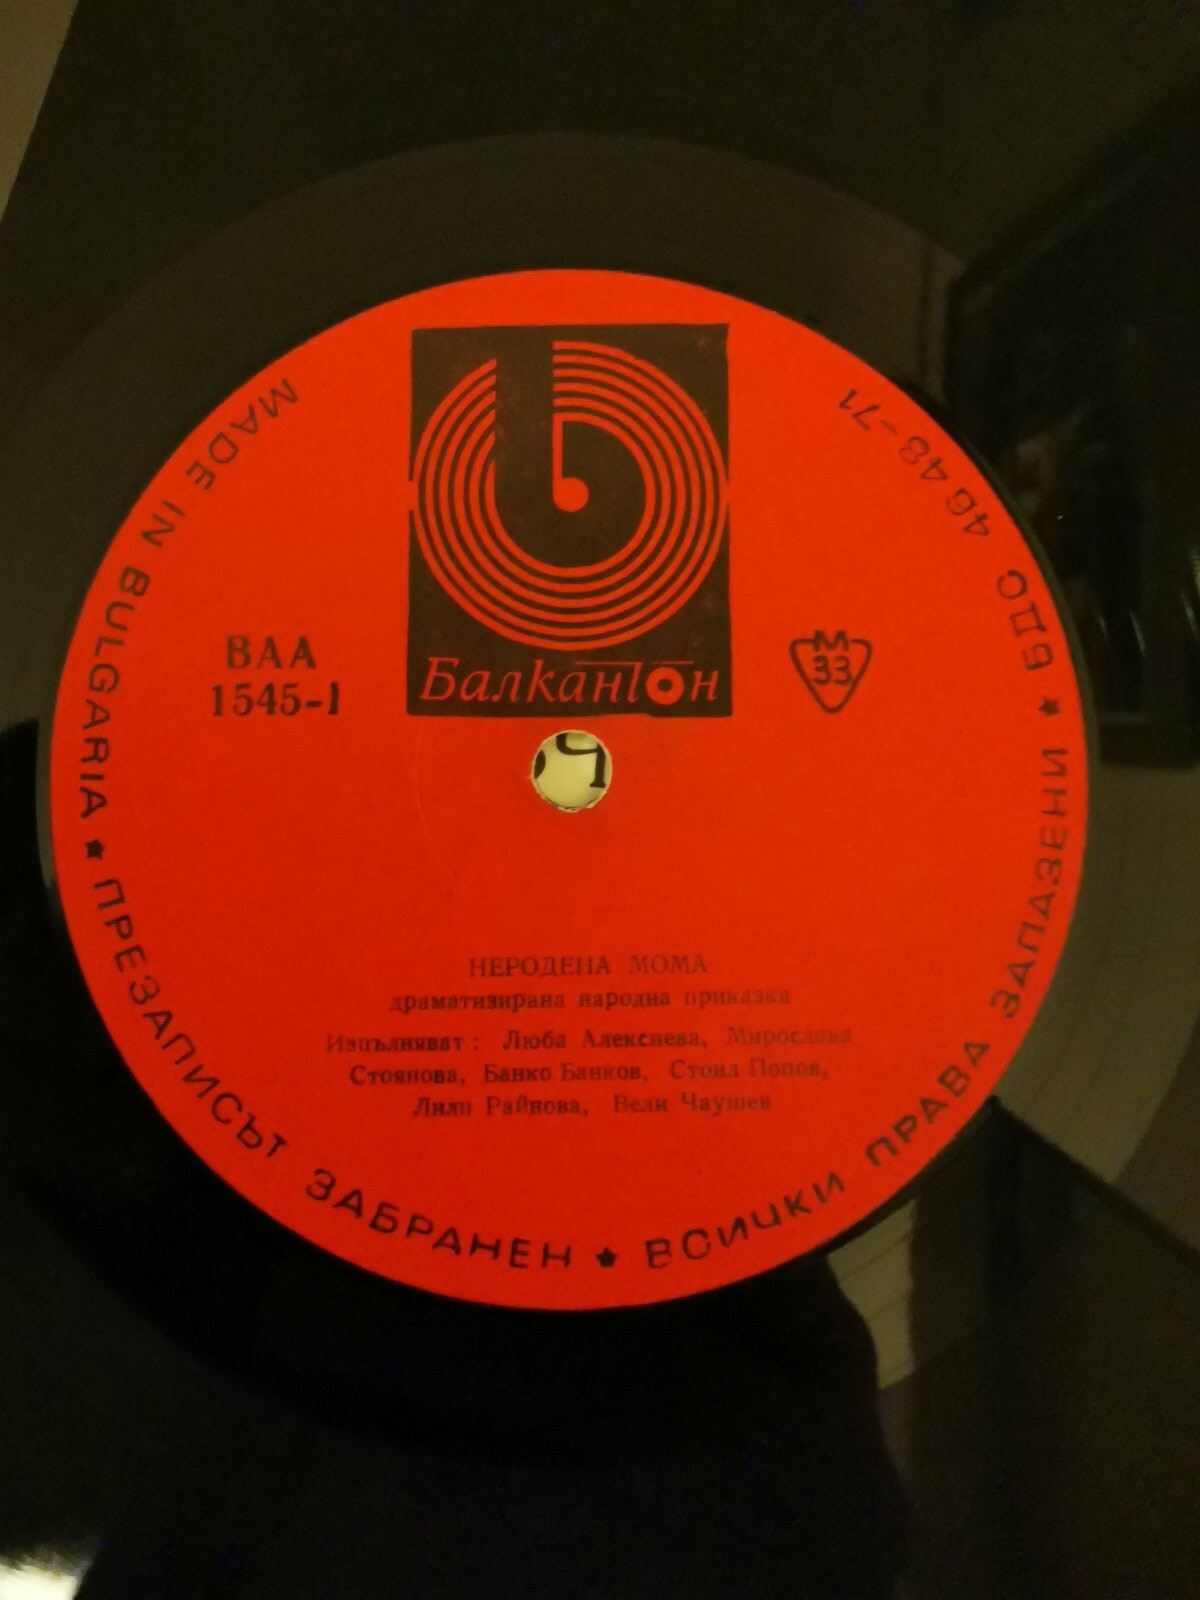 Балкантон
ВАА
1545-1
М
33
НЕРОДЕНА МОМА
драматизирана народна приказка
Изпълняват: Люба Алексиева, Мирослава
Стоянова, Банко Банков, Стоил Попов,
Лили Райнова, Вели Чаушев
MADE IN BULGARIA ★ ПРЕЗАПИСЪТ ЗАБРАНЕН ★ ВСИЧКИ ПРАВА ЗАПАЗЕНИ ★ БДС 4648-71